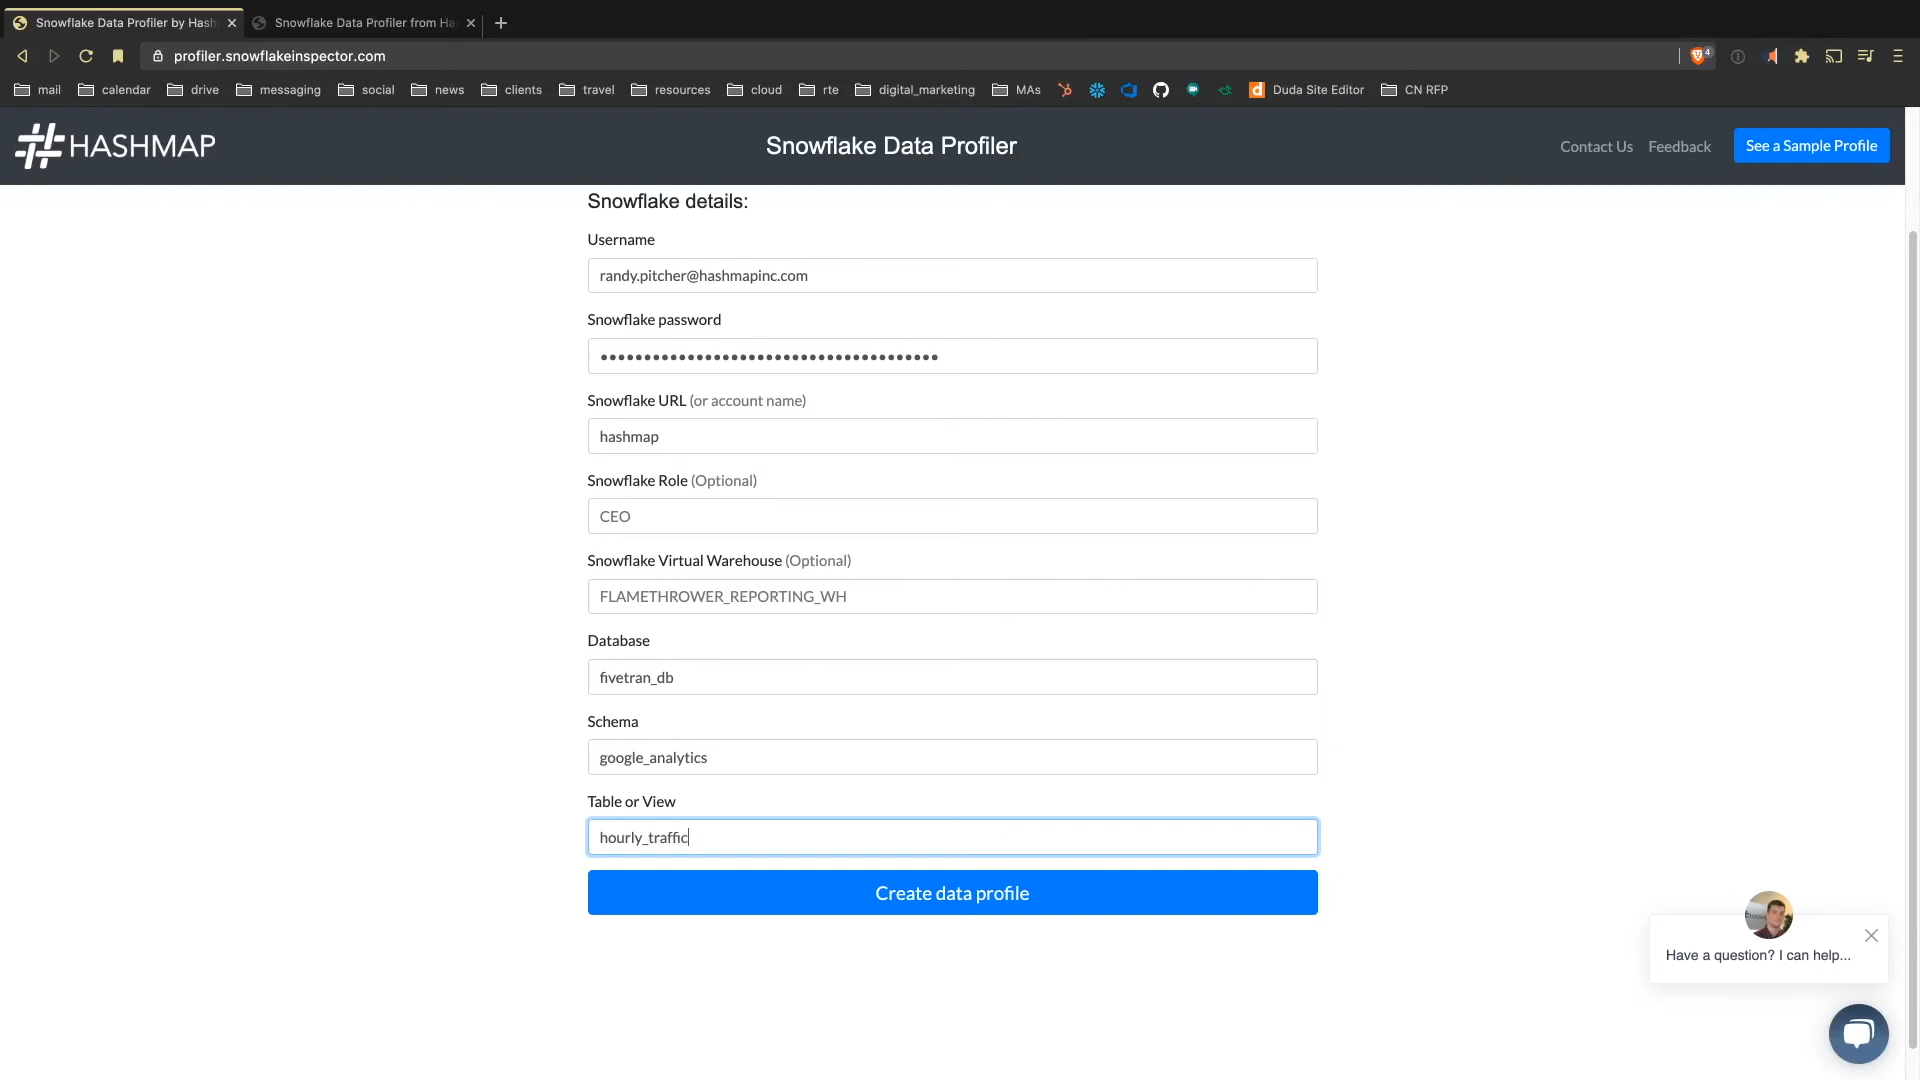 Snowflake Data Profiler by Hash
Snowflake Data Profiler from Ha
profiler.snowflakeinspector.com
4
mail
calendar
drive
messaging
social
news
clients
travel
resources
cloud
rte
digital_marketing
MAs
Duda Site Editor
CN RFP
HASHMAP
Snowflake Data Profiler
Contact Us
Feedback
See a Sample Profile
Snowflake details:
Username
randy.pitcher@hashmapinc.com
Snowflake password
Snowflake URL (or account name)
hashmap
Snowflake Role (Optional)
CEO
Snowflake Virtual Warehouse (Optional)
FLAMETHROWER_REPORTING_WH
Database
fivetran_db
Schema
google_analytics
Table or View
hourly_traffic
Create data profile
Have a question? I can help...